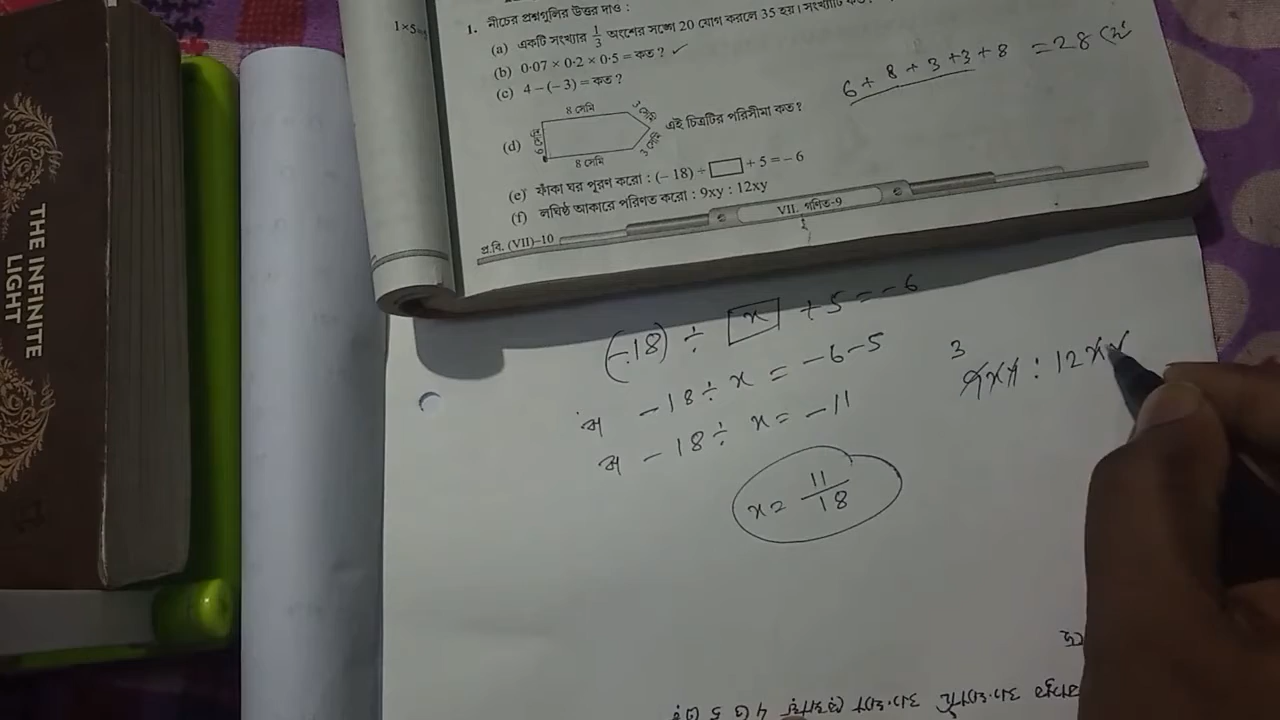 1×5
1. নীচের প্রশ্নগুলির উত্তর দাও :
(a) একটি সংখ্যার 1/3 অংশের সঙ্গে 20 যোগ করলে 35 হয়। সংখ্যাটি
(b) 0·07 × 0·2 × 0·5 = কত? ✓
(c) 4 – (– 3) = কত ?
6 + 8 + 3 + 3 + 8 = 28
8 সেমি
3 সেমি
(d) 6 সেমি এই চিত্রটির পরিসীমা কত?
3 সেমি
8 সেমি
(e) ফাঁকা ঘর পূরণ করো : (– 18) ÷ □ + 5 = – 6
(f) লঘিষ্ঠ আকারে পরিণত করো : 9xy : 12xy
প্র.বি. (VII)–10
VII. গণিত-9
THE INFINITE
LIGHT
(-18) ÷ x + 5 = -6
বা -18 ÷ x = -6-5
বা -18 ÷ x = -11
x = 11/18
3
9xy : 12xy